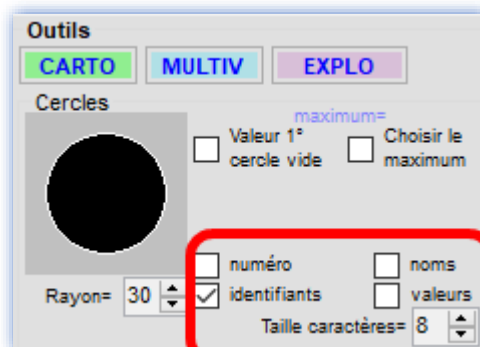 Outils
CARTO MULTIV EXPLO
Cercles
maximum=
Valeur 1° Choisir le
cercle vide maximum
numéro noms
Rayon= 30 identifiants valeurs
Taille caractères= 8